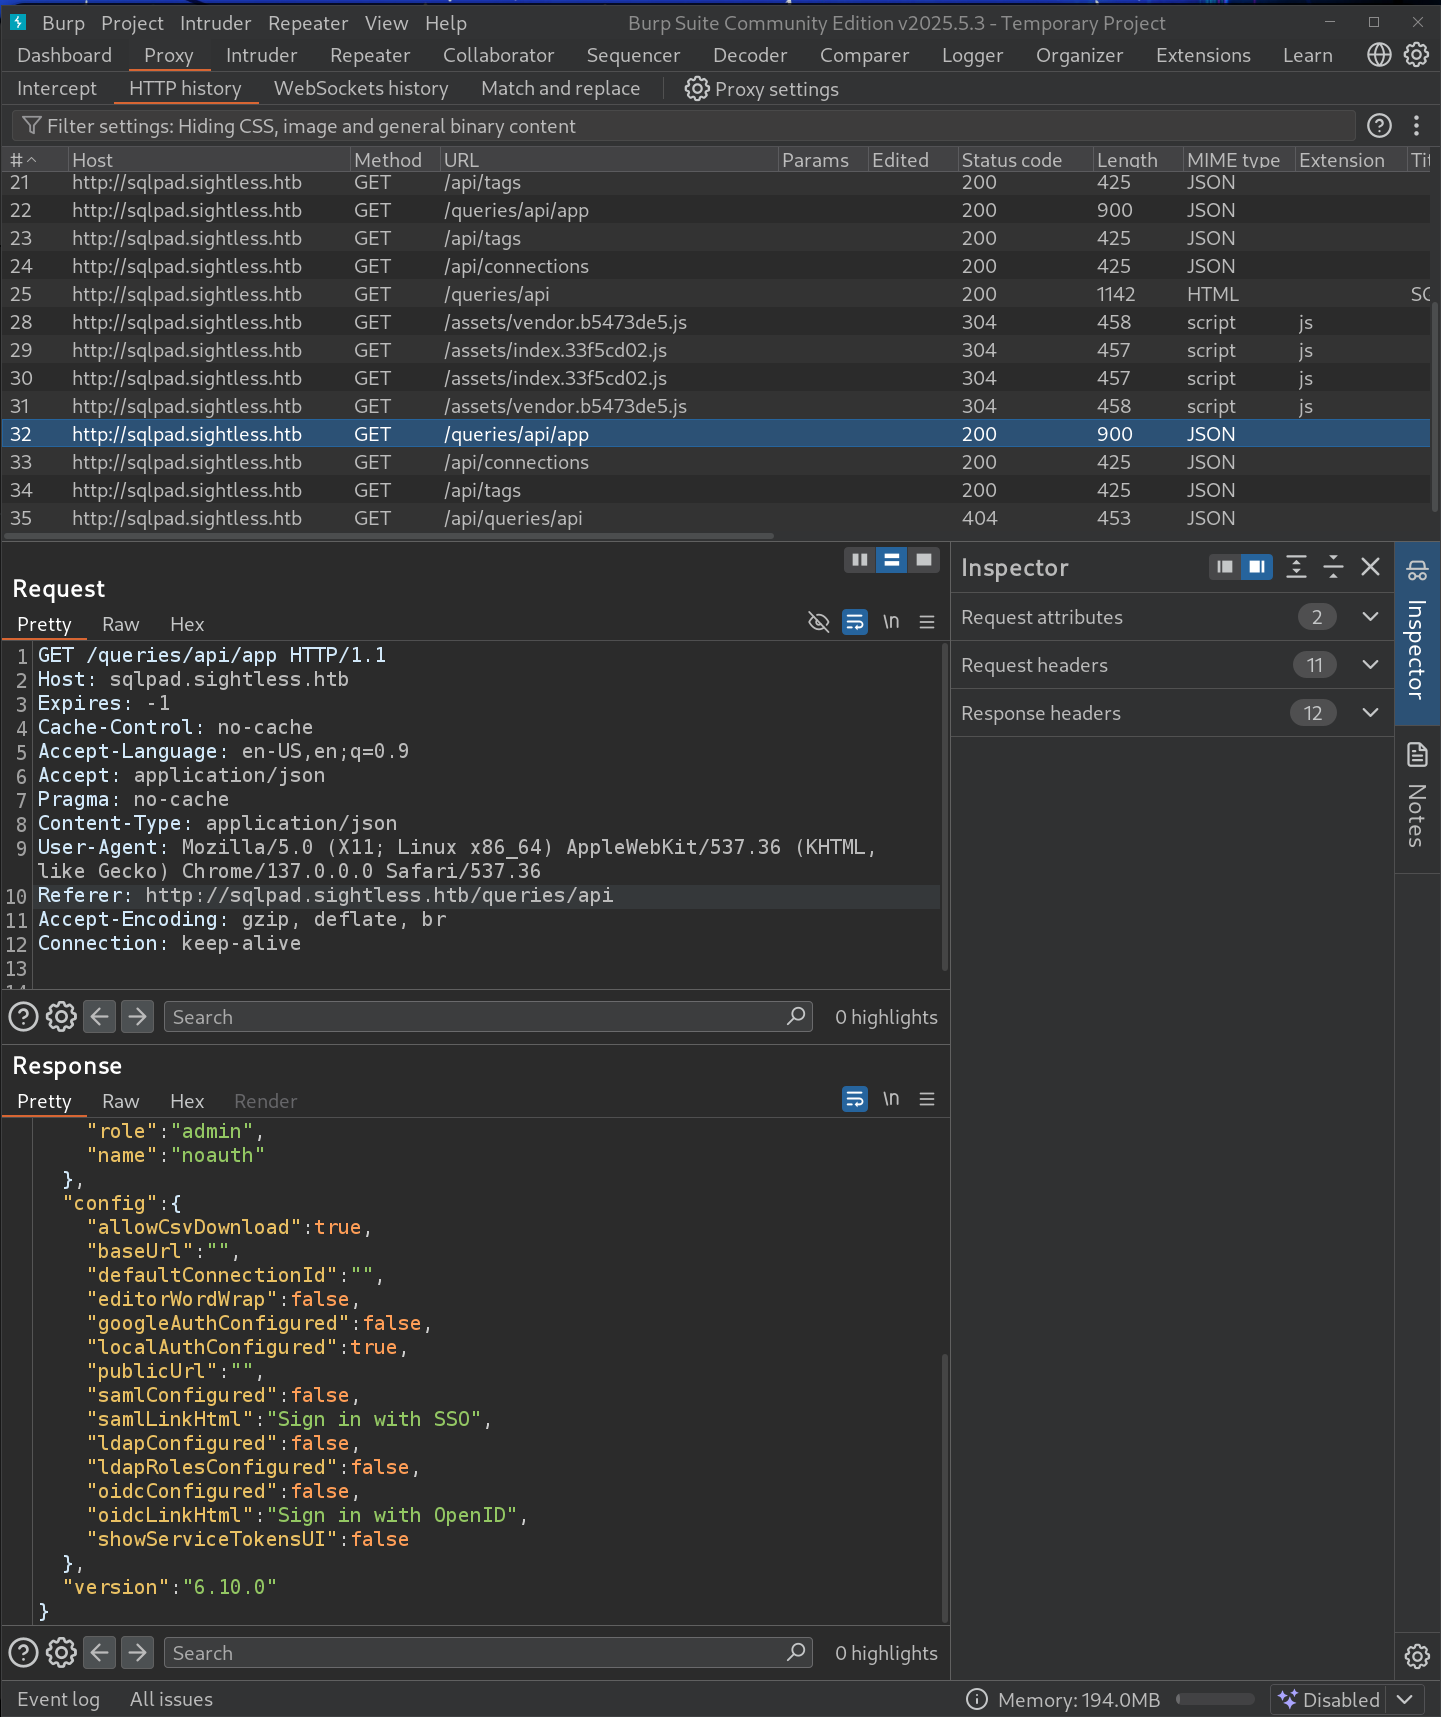 Burp Project Intruder Repeater View Help Burp Suite Community Edition v2025.5.3 - Temporary Project
Dashboard Proxy Intruder Repeater Collaborator Sequencer Decoder Comparer Logger Organizer Extensions Learn
Intercept HTTP history WebSockets history Match and replace Proxy settings
Filter settings: Hiding CSS, image and general binary content
# Host Method URL Params Edited Status code Length MIME type Extension Tit
21 http://sqlpad.sightless.htb GET /api/tags 200 425 JSON
22 http://sqlpad.sightless.htb GET /queries/api/app 200 900 JSON
23 http://sqlpad.sightless.htb GET /api/tags 200 425 JSON
24 http://sqlpad.sightless.htb GET /api/connections 200 425 JSON
25 http://sqlpad.sightless.htb GET /queries/api 200 1142 HTML SQ
28 http://sqlpad.sightless.htb GET /assets/vendor.b5473de5.js 304 458 script js
29 http://sqlpad.sightless.htb GET /assets/index.33f5cd02.js 304 457 script js
30 http://sqlpad.sightless.htb GET /assets/index.33f5cd02.js 304 457 script js
31 http://sqlpad.sightless.htb GET /assets/vendor.b5473de5.js 304 458 script js
32 http://sqlpad.sightless.htb GET /queries/api/app 200 900 JSON
33 http://sqlpad.sightless.htb GET /api/connections 200 425 JSON
34 http://sqlpad.sightless.htb GET /api/tags 200 425 JSON
35 http://sqlpad.sightless.htb GET /api/queries/api 404 453 JSON
Request
Pretty Raw Hex \n
1 GET /queries/api/app HTTP/1.1
2 Host: sqlpad.sightless.htb
3 Expires: -1
4 Cache-Control: no-cache
5 Accept-Language: en-US,en;q=0.9
6 Accept: application/json
7 Pragma: no-cache
8 Content-Type: application/json
9 User-Agent: Mozilla/5.0 (X11; Linux x86_64) AppleWebKit/537.36 (KHTML,
like Gecko) Chrome/137.0.0.0 Safari/537.36
10 Referer: http://sqlpad.sightless.htb/queries/api
11 Accept-Encoding: gzip, deflate, br
12 Connection: keep-alive
13
14
Search 0 highlights
Response
Pretty Raw Hex Render \n
"role":"admin",
"name":"noauth"
},
"config":{
"allowCsvDownload":true,
"baseUrl":"",
"defaultConnectionId":"",
"editorWordWrap":false,
"googleAuthConfigured":false,
"localAuthConfigured":true,
"publicUrl":"",
"samlConfigured":false,
"samlLinkHtml":"Sign in with SSO",
"ldapConfigured":false,
"ldapRolesConfigured":false,
"oidcConfigured":false,
"oidcLinkHtml":"Sign in with OpenID",
"showServiceTokensUI":false
},
"version":"6.10.0"
}
Search 0 highlights
Inspector
Request attributes 2
Request headers 11
Response headers 12
Inspector
Notes
Event log All issues Memory: 194.0MB Disabled